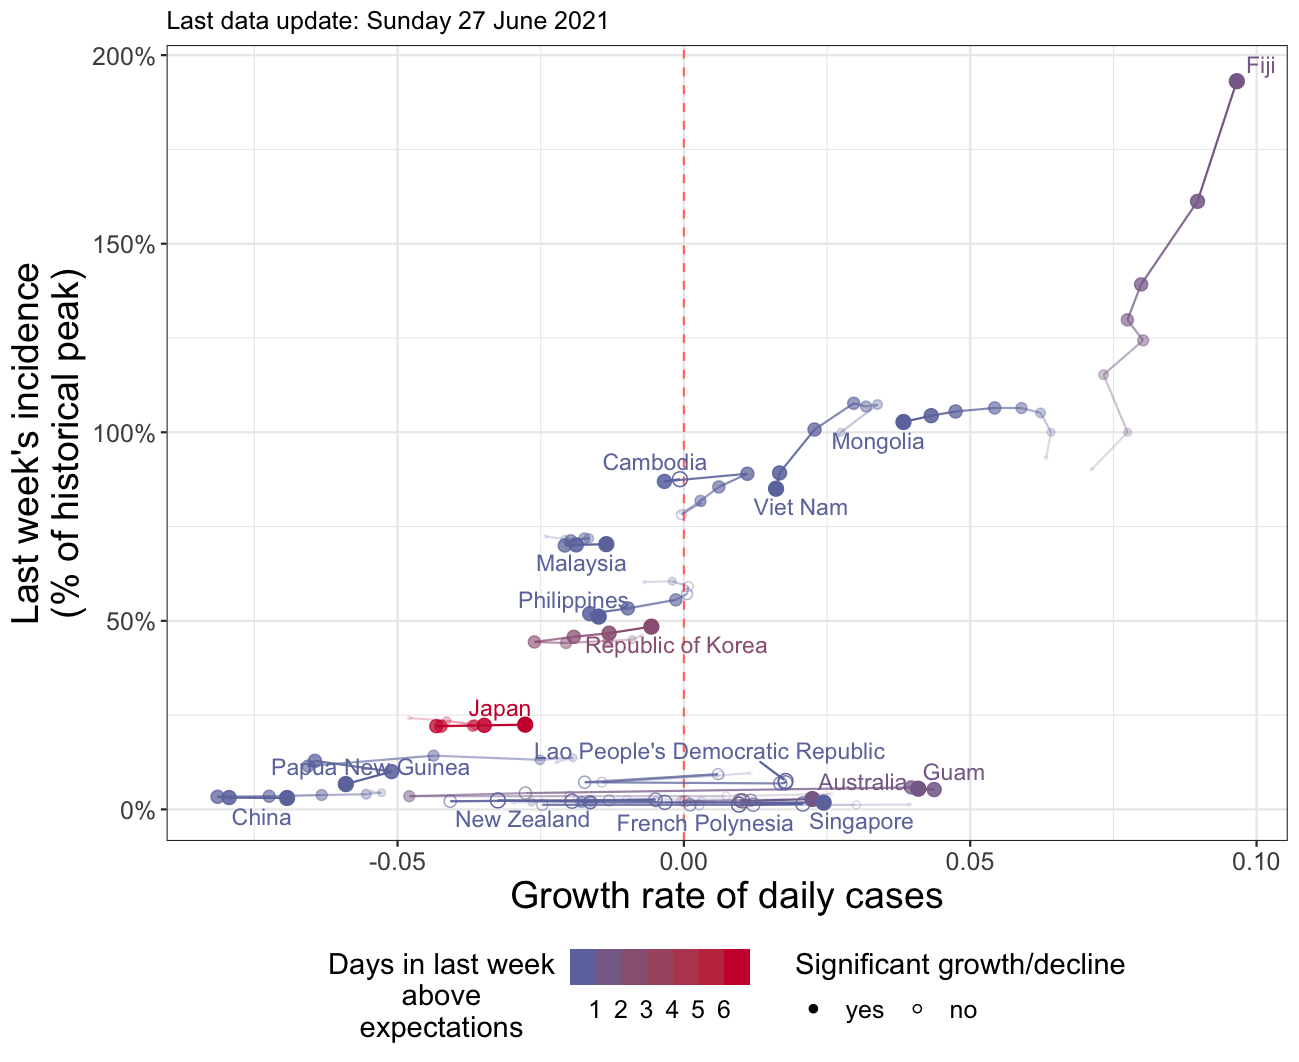 Last data update: Sunday 27 June 2021
200%
150%
100%
50%
0%
Last week's incidence
(% of historical peak)
Fiji
Mongolia
Cambodia
Viet Nam
Malaysia
Philippines
Republic of Korea
Japan
Lao People's Democratic Republic
Papua New Guinea
Guam
Australia
China
New Zealand
French Polynesia
Singapore
-0.05
0.00
0.05
0.10
Growth rate of daily cases
Days in last week
above
expectations
1 2 3 4 5 6
Significant growth/decline
yes no